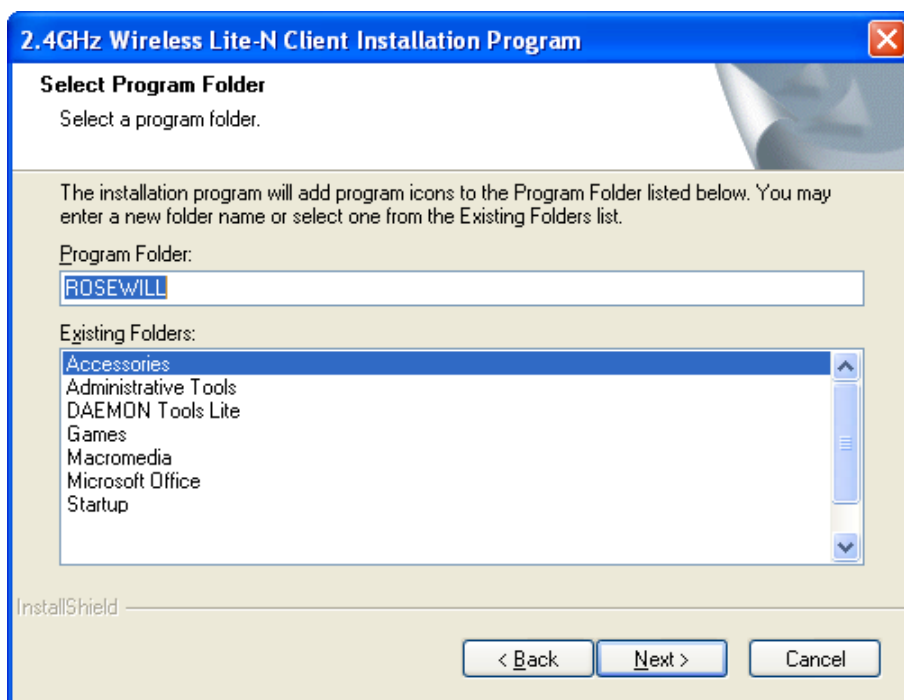 2.4GHz Wireless Lite-N Client Installation Program
Select Program Folder
Select a program folder.
The installation program will add program icons to the Program Folder listed below. You may
enter a new folder name or select one from the Existing Folders list.
Program Folder:
ROSEWILL
Existing Folders:
Accessories
Administrative Tools
DAEMON Tools Lite
Games
Macromedia
Microsoft Office
Startup
InstallShield
< Back
Next >
Cancel